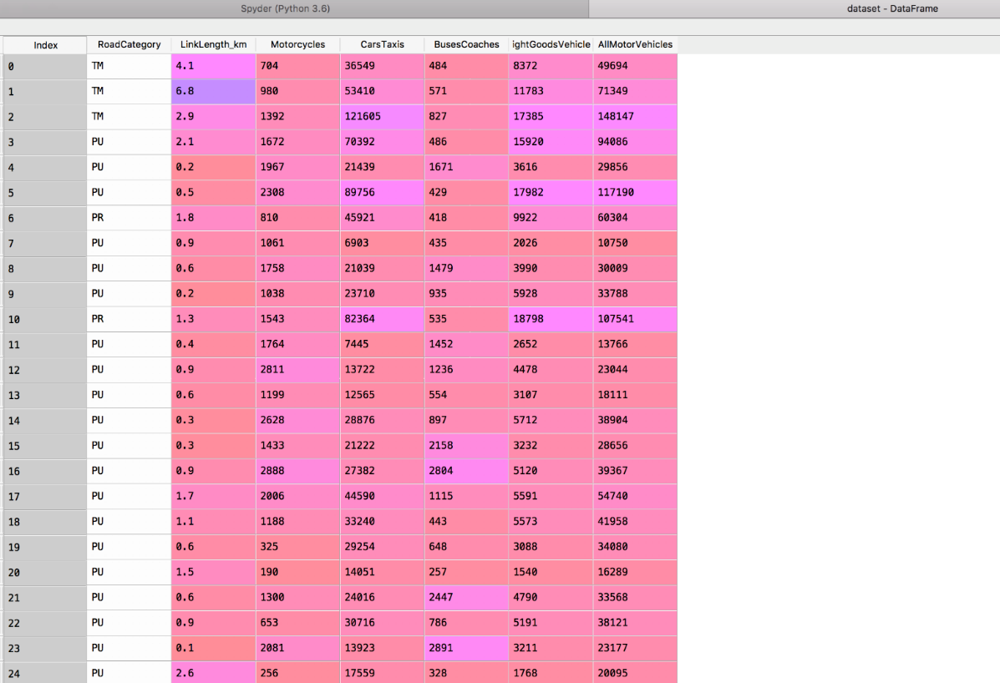 Spyder (Python 3.6) dataset - DataFrame
Index RoadCategory LinkLength_km Motorcycles CarsTaxis BusesCoaches ightGoodsVehicle AllMotorVehicles
0 TM 4.1 704 36549 484 8372 49694
1 TM 6.8 980 53410 571 11783 71349
2 TM 2.9 1392 121605 827 17385 148147
3 PU 2.1 1672 70392 486 15920 94086
4 PU 0.2 1967 21439 1671 3616 29856
5 PU 0.5 2308 89756 429 17982 117190
6 PR 1.8 810 45921 418 9922 60304
7 PU 0.9 1061 6903 435 2026 10750
8 PU 0.6 1758 21039 1479 3990 30009
9 PU 0.2 1038 23710 935 5928 33788
10 PR 1.3 1543 82364 535 18798 107541
11 PU 0.4 1764 7445 1452 2652 13766
12 PU 0.9 2811 13722 1236 4478 23044
13 PU 0.6 1199 12565 554 3107 18111
14 PU 0.3 2628 28876 897 5712 38904
15 PU 0.3 1433 21222 2158 3232 28656
16 PU 0.9 2888 27382 2804 5120 39367
17 PU 1.7 2006 44590 1115 5591 54740
18 PU 1.1 1188 33240 443 5573 41958
19 PU 0.6 325 29254 648 3088 34080
20 PU 1.5 190 14051 257 1540 16289
21 PU 0.6 1300 24016 2447 4790 33568
22 PU 0.9 653 30716 786 5191 38121
23 PU 0.1 2081 13923 2891 3211 23177
24 PU 2.6 256 17559 328 1768 20095